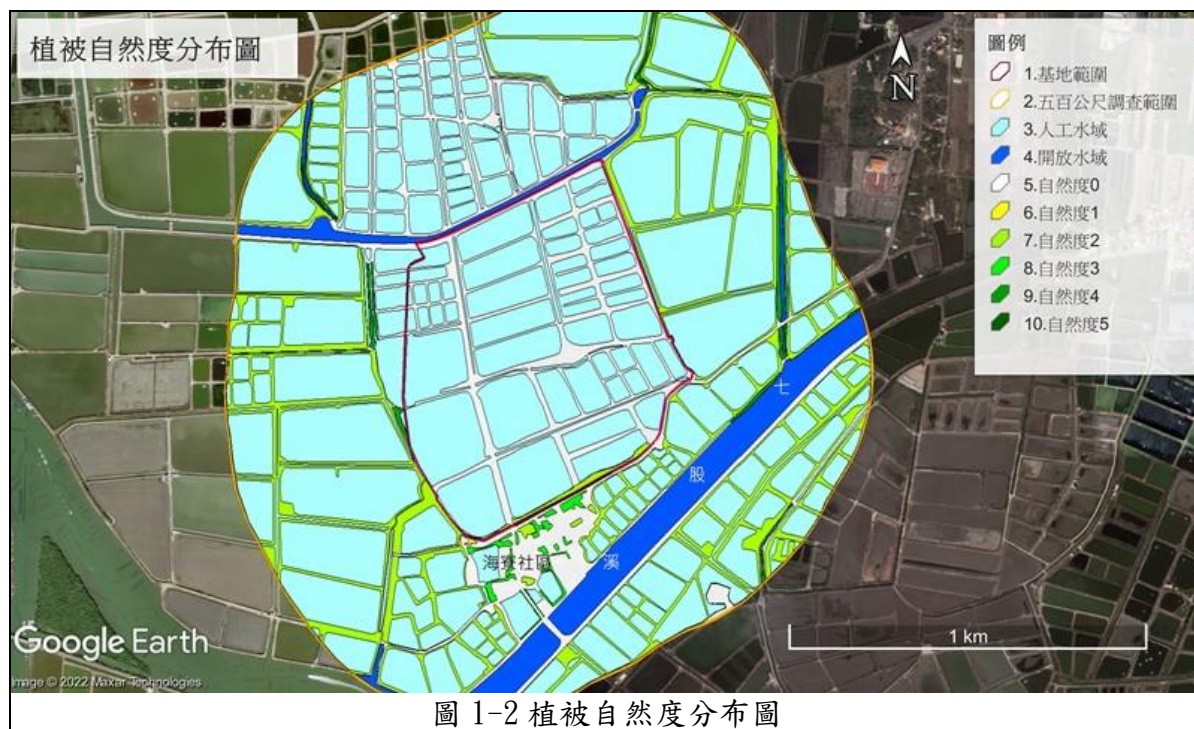 植被自然度分布圖
N
圖例
1.基地範圍
2.五百公尺調查範圍
3.人工水域
4.開放水域
5.自然度0
6.自然度1
7.自然度2
8.自然度3
9.自然度4
10.自然度5
七
股
溪
海寮社區
Google Earth
1 km
Image © 2022 Maxar Technologies
圖 1-2 植被自然度分布圖